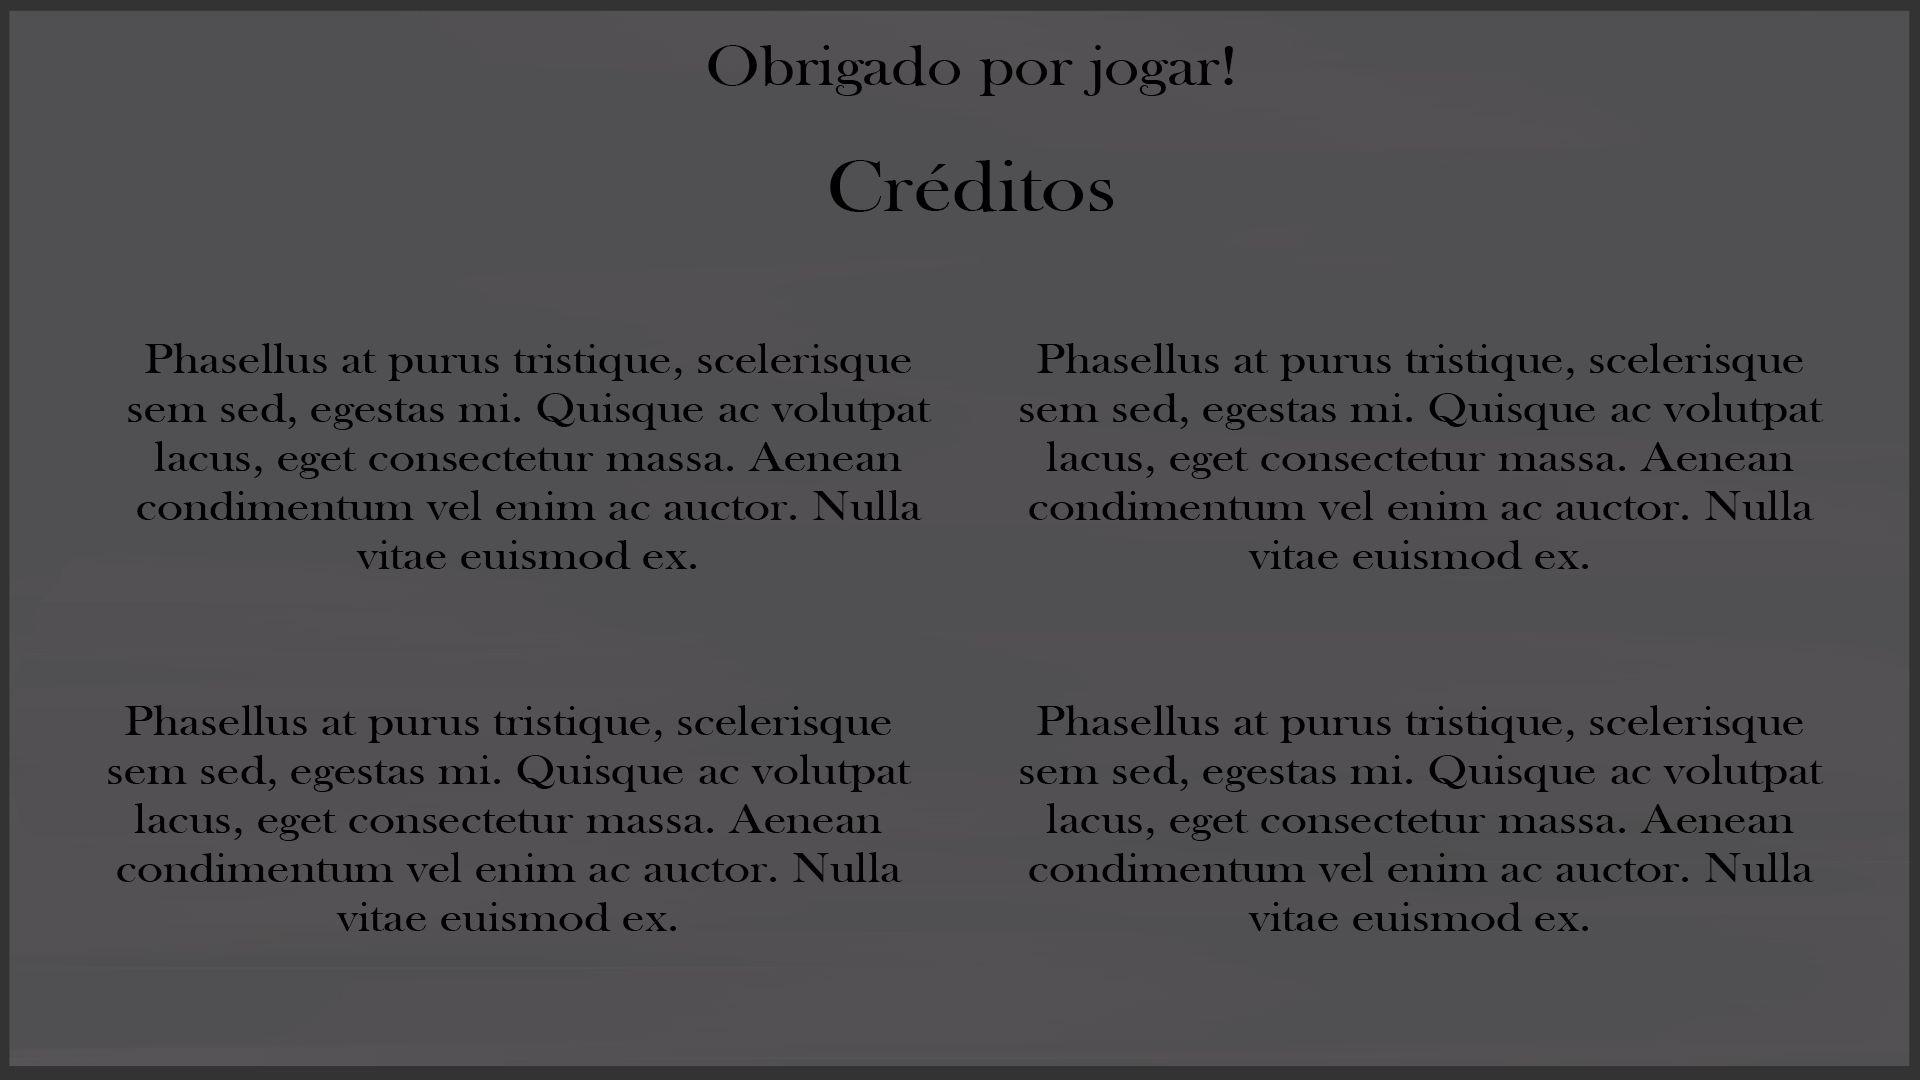 Obrigado por jogar!
Créditos
Phasellus at purus tristique, scelerisque
sem sed, egestas mi. Quisque ac volutpat
lacus, eget consectetur massa. Aenean
condimentum vel enim ac auctor. Nulla
vitae euismod ex.
Phasellus at purus tristique, scelerisque
sem sed, egestas mi. Quisque ac volutpat
lacus, eget consectetur massa. Aenean
condimentum vel enim ac auctor. Nulla
vitae euismod ex.
Phasellus at purus tristique, scelerisque
sem sed, egestas mi. Quisque ac volutpat
lacus, eget consectetur massa. Aenean
condimentum vel enim ac auctor. Nulla
vitae euismod ex.
Phasellus at purus tristique, scelerisque
sem sed, egestas mi. Quisque ac volutpat
lacus, eget consectetur massa. Aenean
condimentum vel enim ac auctor. Nulla
vitae euismod ex.